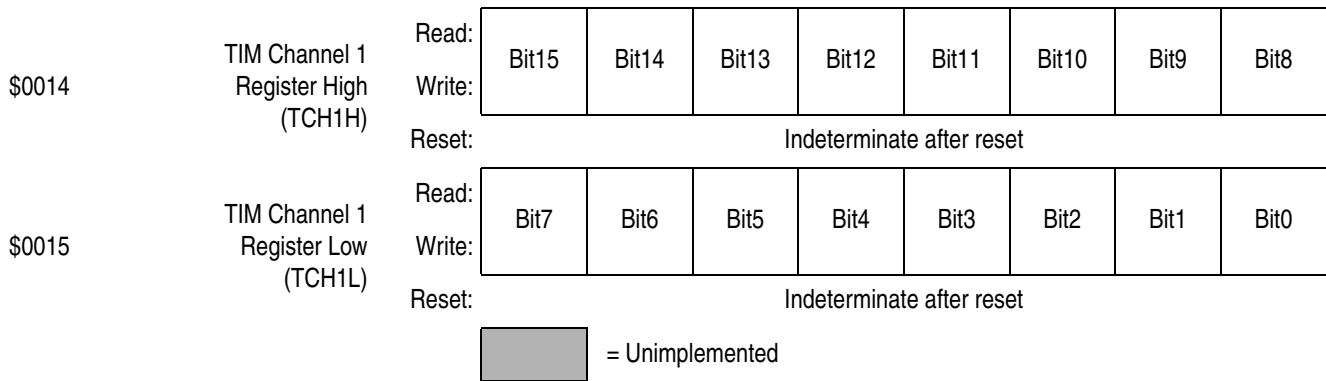 $0014 TIM Channel 1 Register High (TCH1H)
Read:
Write:
Bit15 Bit14 Bit13 Bit12 Bit11 Bit10 Bit9 Bit8
Reset: Indeterminate after reset
$0015 TIM Channel 1 Register Low (TCH1L)
Read:
Write:
Bit7 Bit6 Bit5 Bit4 Bit3 Bit2 Bit1 Bit0
Reset: Indeterminate after reset
= Unimplemented